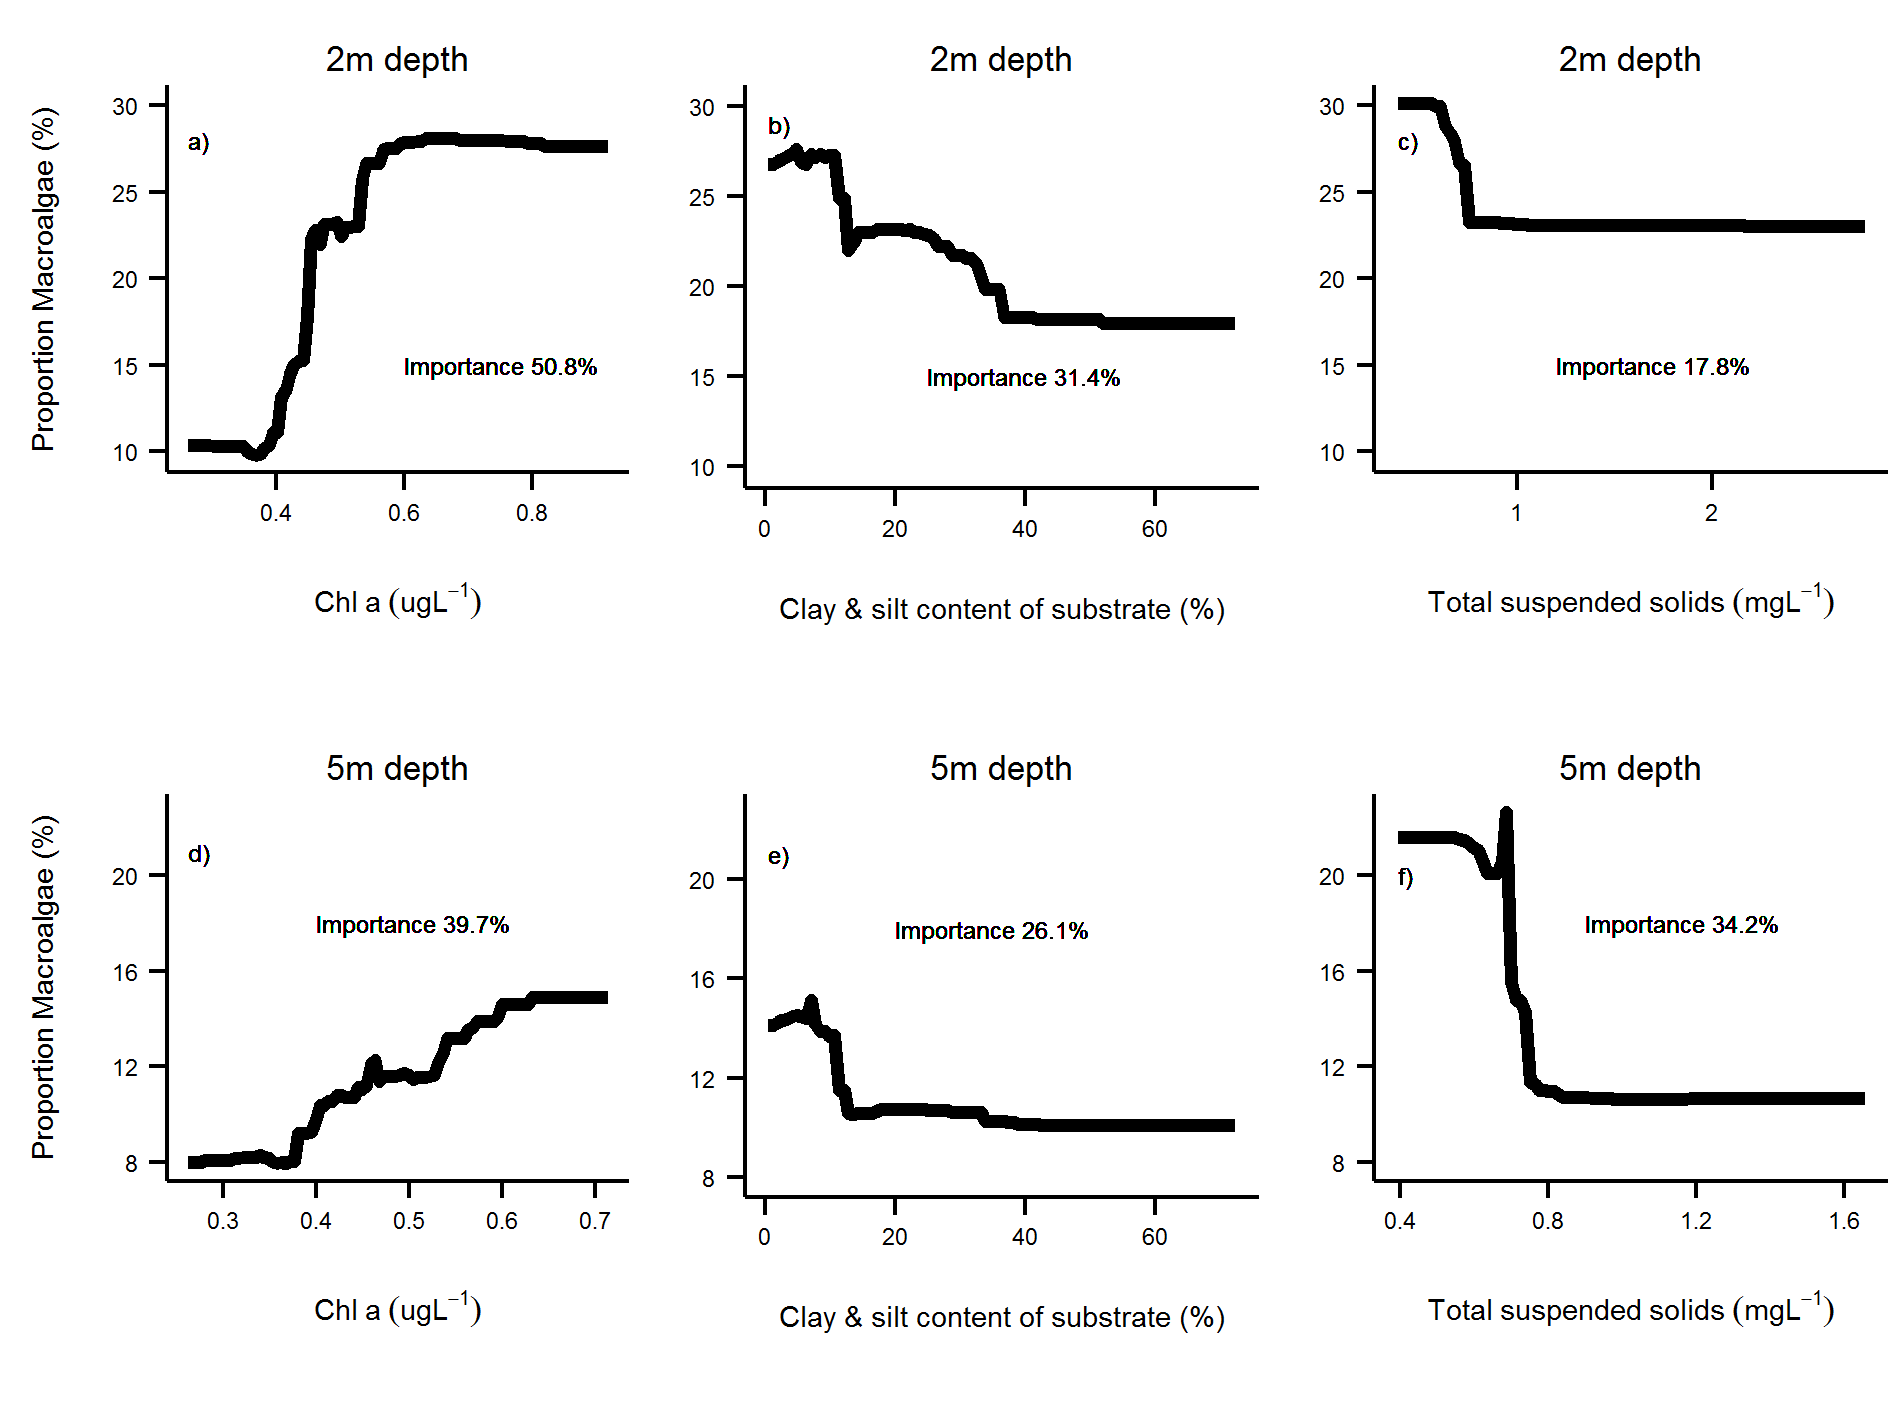 2m depth
2m depth
2m depth
Proportion Macroalgae (%)
a)
30
25
20
15
10
Importance 50.8%
0.4 0.6 0.8
Chl a (ugL⁻¹)
b)
30
25
20
15
10
Importance 31.4%
0 20 40 60
Clay & silt content of substrate (%)
c)
30
25
20
15
10
Importance 17.8%
1 2
Total suspended solids (mgL⁻¹)
5m depth
5m depth
5m depth
Proportion Macroalgae (%)
d)
20
16
12
8
Importance 39.7%
0.3 0.4 0.5 0.6 0.7
Chl a (ugL⁻¹)
e)
20
16
12
8
Importance 26.1%
0 20 40 60
Clay & silt content of substrate (%)
f)
20
16
12
8
Importance 34.2%
0.4 0.8 1.2 1.6
Total suspended solids (mgL⁻¹)